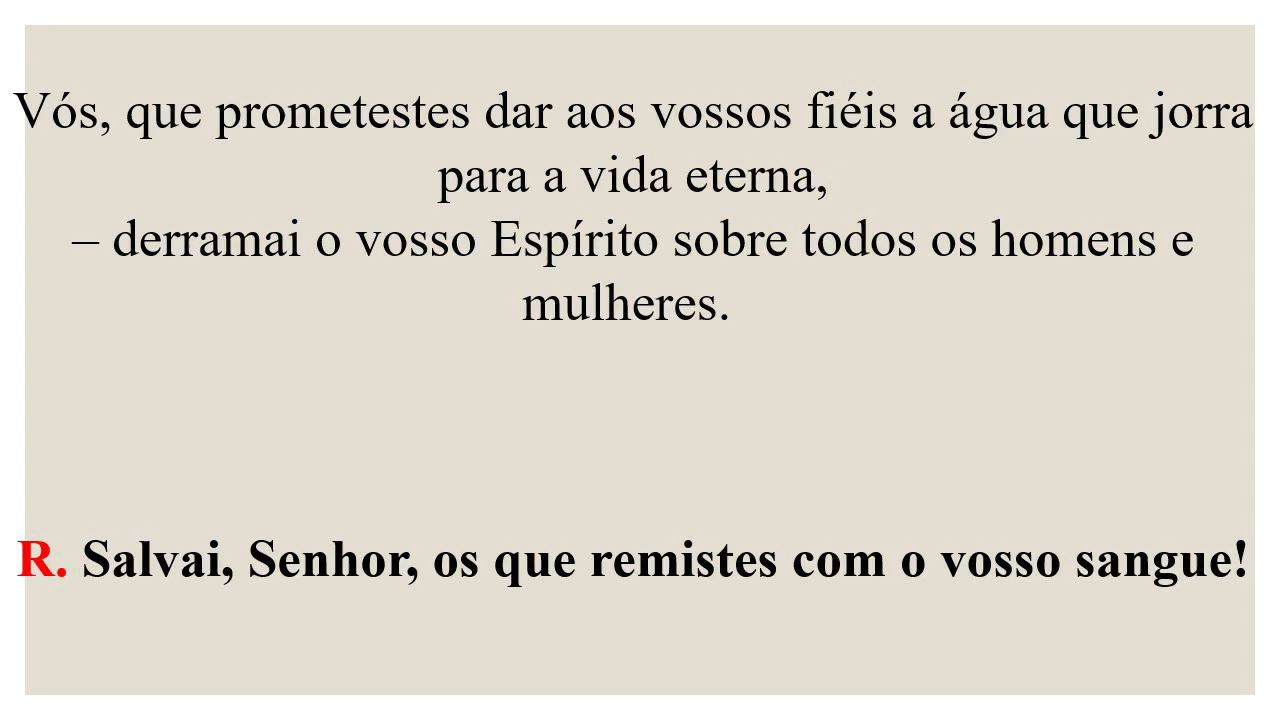 Vós, que prometestes dar aos vossos fiéis a água que jorra
para a vida eterna,
– derramai o vosso Espírito sobre todos os homens e
mulheres.
R. Salvai, Senhor, os que remistes com o vosso sangue!